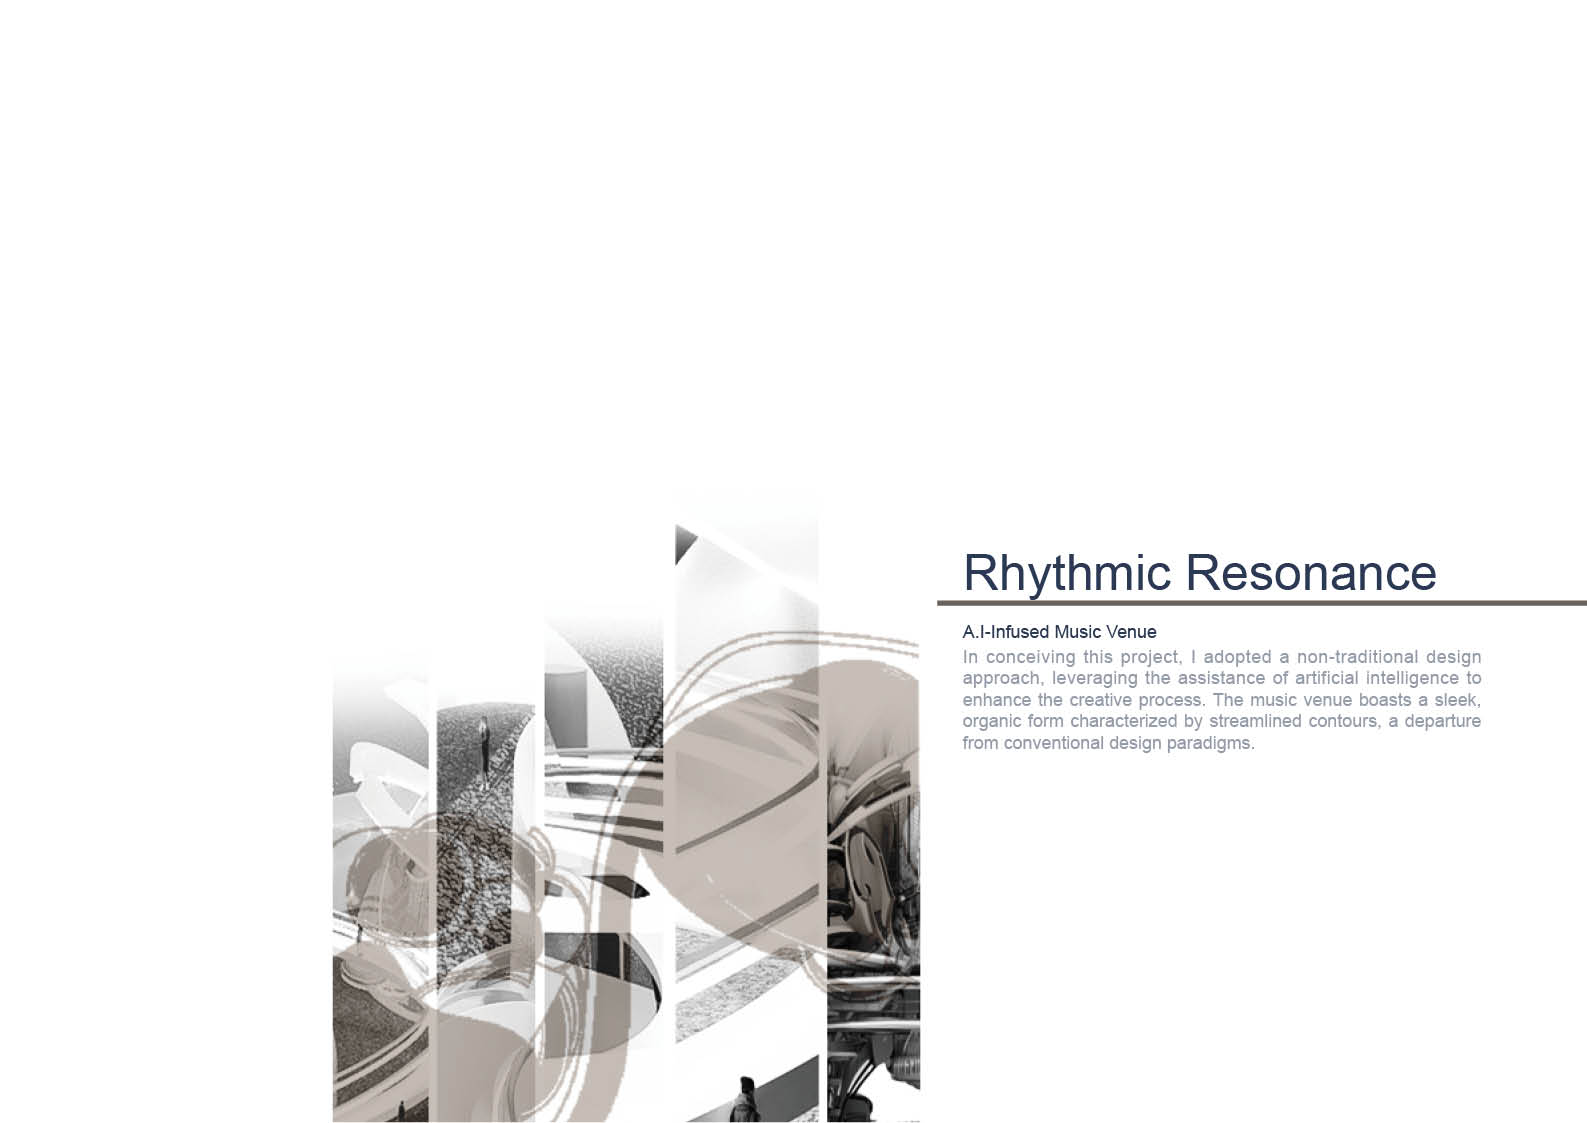 Rhythmic Resonance
A.I-Infused Music Venue
In conceiving this project, I adopted a non-traditional design
approach, leveraging the assistance of artificial intelligence to
enhance the creative process. The music venue boasts a sleek,
organic form characterized by streamlined contours, a departure
from conventional design paradigms.